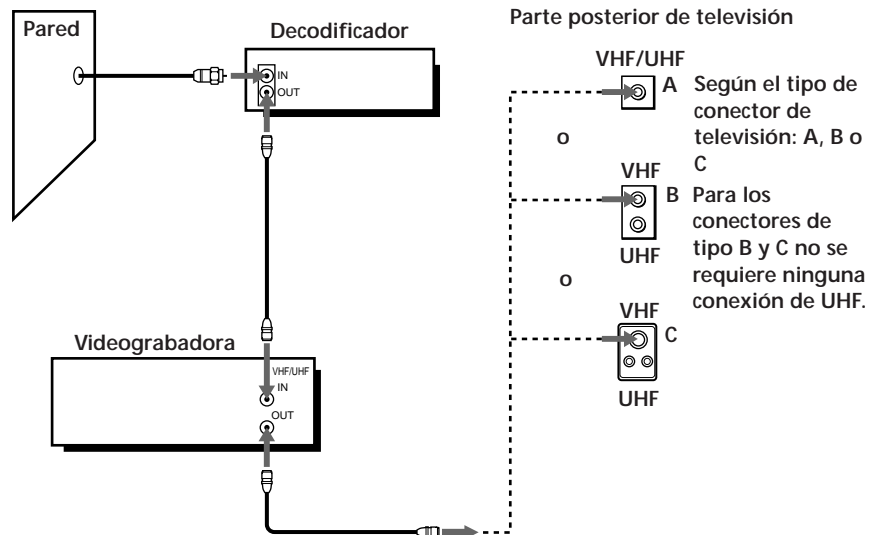 Parte posterior de televisión
Pared
Decodificador
IN
OUT
VHF/UHF
A
Según el tipo de
conector de
televisión: A, B o
C
o
VHF
B
Para los
conectores de
tipo B y C no se
requiere ninguna
conexión de UHF.
UHF
o
VHF
C
UHF
Videograbadora
VHF/UHF
IN
OUT